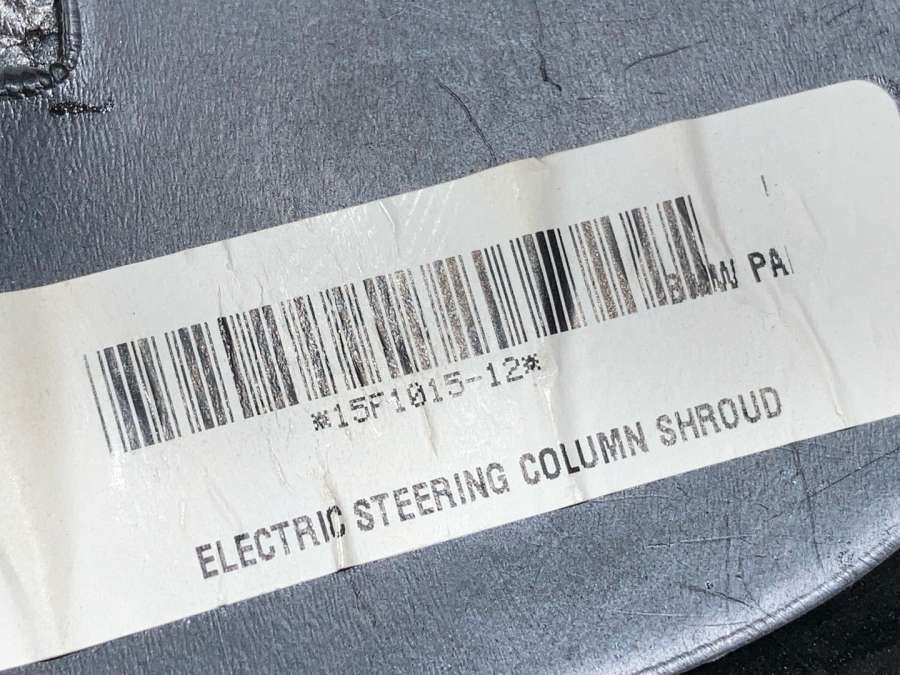 BMW PA
*15F1015-12*
ELECTRIC STEERING COLUMN SHROUD